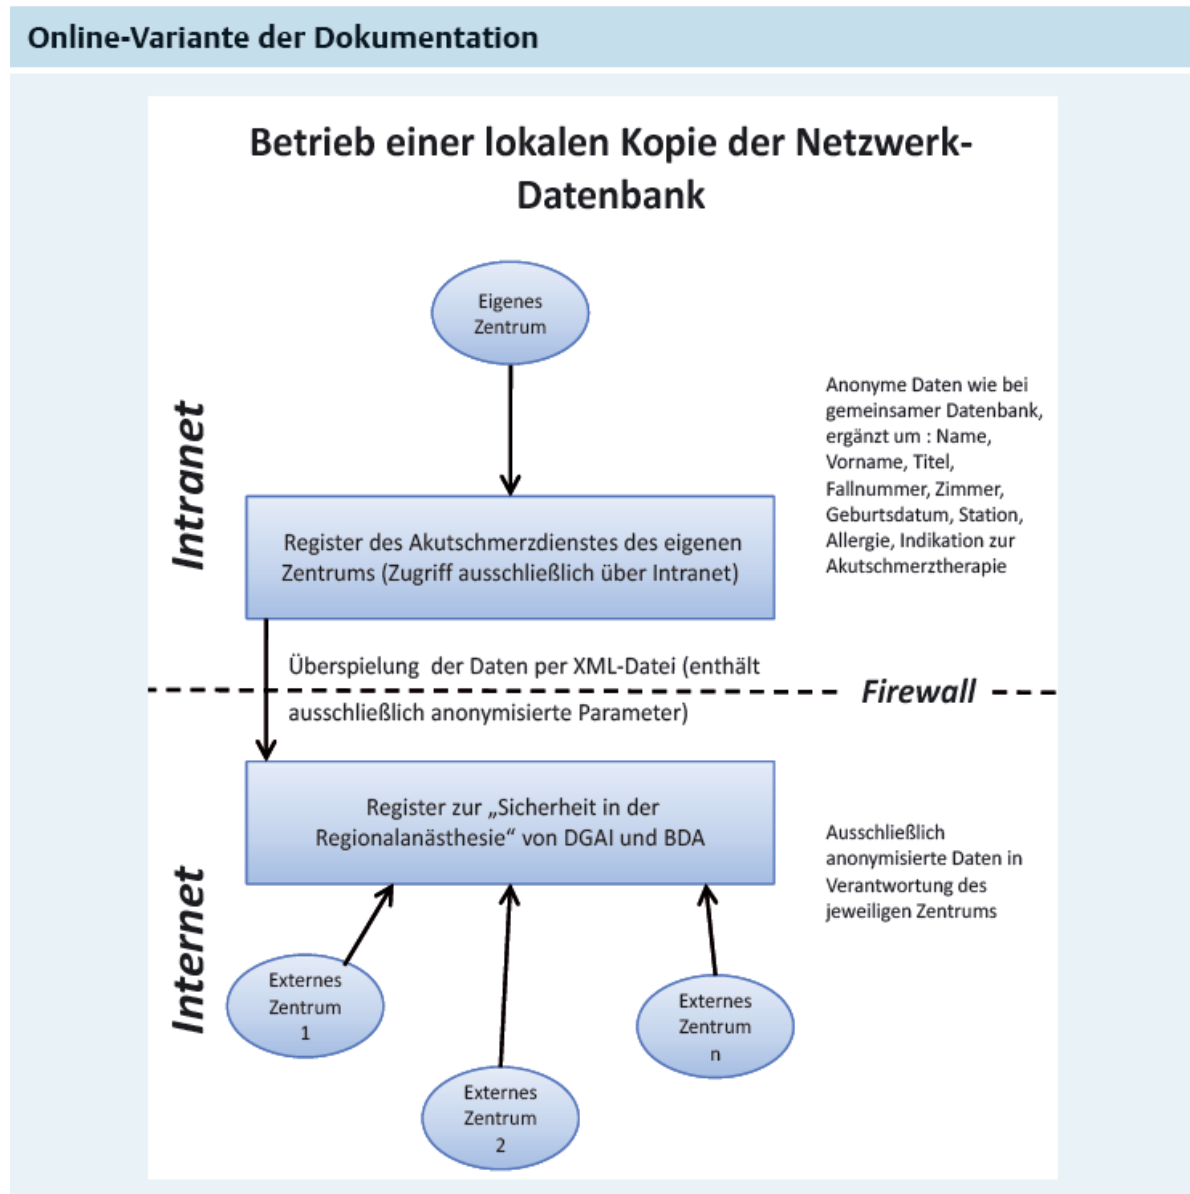 Online-Variante der Dokumentation
Betrieb einer lokalen Kopie der Netzwerk-
Datenbank
Eigenes
Zentrum
Intranet
Anonyme Daten wie bei
gemeinsamer Datenbank,
ergänzt um : Name,
Vorname, Titel,
Fallnummer, Zimmer,
Geburtsdatum, Station,
Allergie, Indikation zur
Akutschmerztherapie
Register des Akutschmerzdienstes des eigenen
Zentrums (Zugriff ausschließlich über Intranet)
Überspielung der Daten per XML-Datei (enthält
Firewall
ausschließlich anonymisierte Parameter)
Register zur „Sicherheit in der
Regionalanästhesie“ von DGAI und BDA
Ausschließlich
anonymisierte Daten in
Verantwortung des
jeweiligen Zentrums
Internet
Externes
Zentrum
1
Externes
Zentrum
2
Externes
Zentrum
n